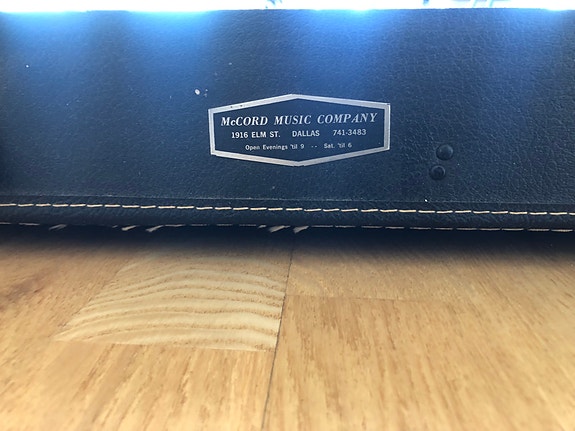 McCORD MUSIC COMPANY
1916 ELM ST. DALLAS 741-3483
Open Evenings 'til 9 -- Sat. 'til 6